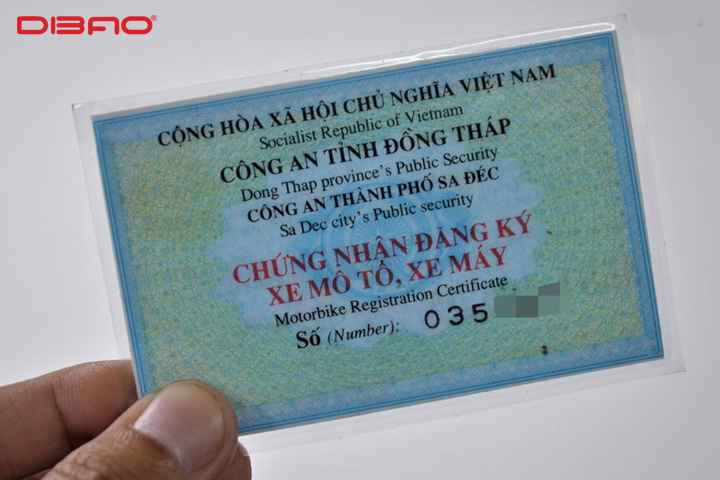 DIBAO®
CỘNG HÒA XÃ HỘI CHỦ NGHĨA VIỆT NAM
Socialist Republic of Vietnam
CÔNG AN TỈNH ĐỒNG THÁP
Dong Thap province's Public Security
CÔNG AN THÀNH PHỐ SA ĐÉC
Sa Dec city's Public security
CHỨNG NHẬN ĐĂNG KÝ
XE MÔ TÔ, XE MÁY
Motorbike Registration Certificate
Số (Number): 035